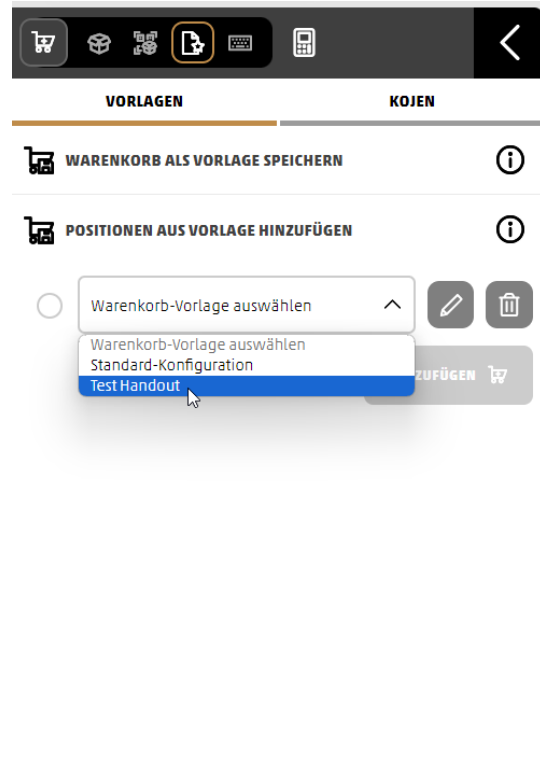 VORLAGEN
KOJEN
WARENKORB ALS VORLAGE SPEICHERN
POSITIONEN AUS VORLAGE HINZUFÜGEN
Warenkorb-Vorlage auswählen
Warenkorb-Vorlage auswählen
Standard-Konfiguration
Test Handout